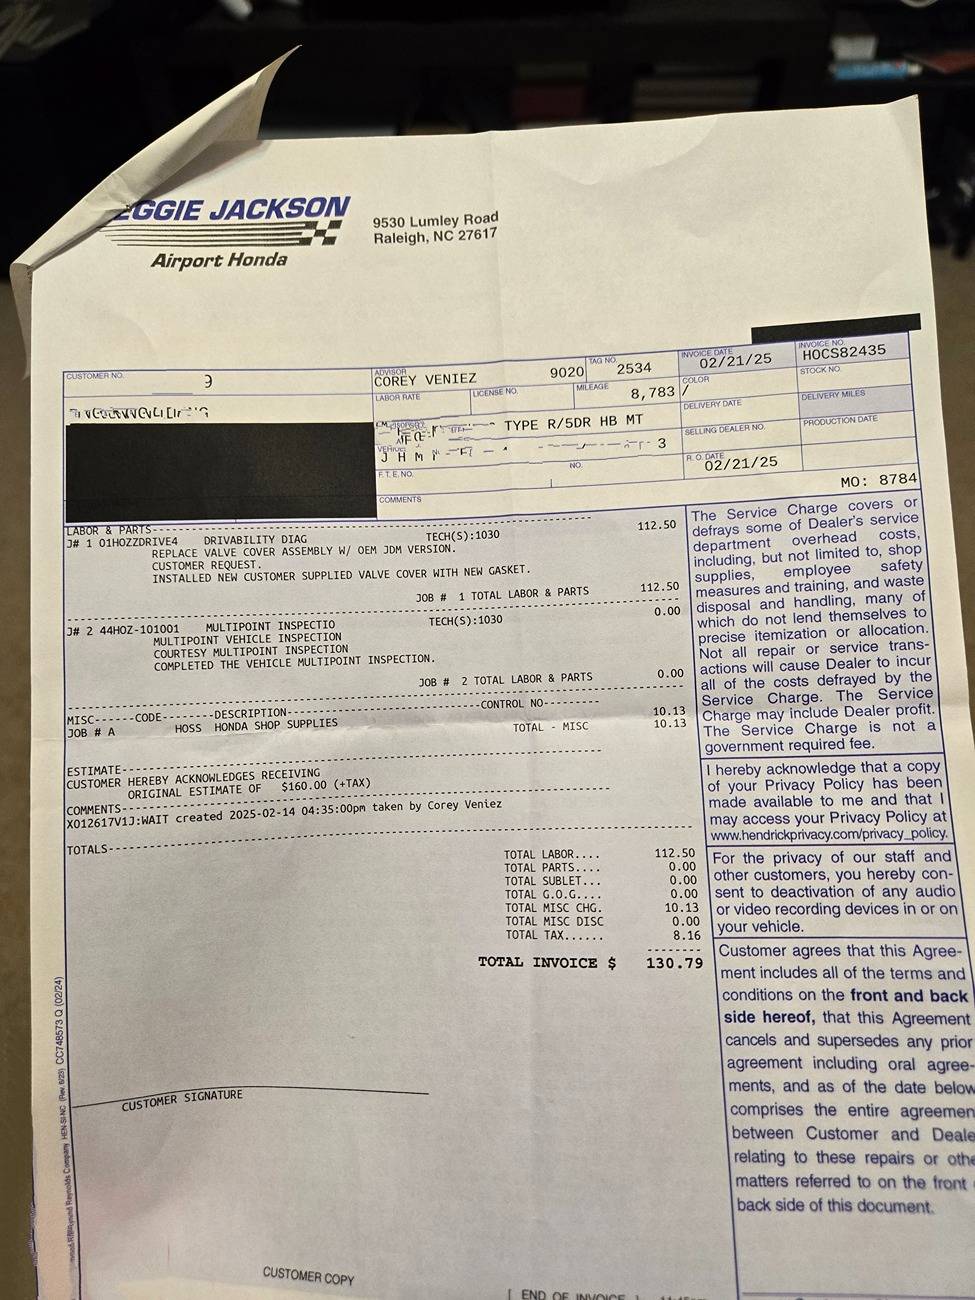 EGGIE JACKSON
Airport Honda
9530 Lumley Road
Raleigh, NC 27617
CUSTOMER NO.
ADVISOR
COREY VENIEZ 9020
TAG NO.
2534
INVOICE DATE
02/21/25
INVOICE NO.
HOCS82435
LABOR RATE
LICENSE NO.
MILEAGE
8,783
COLOR
/
STOCK NO.
TYPE R/5DR HB MT
DELIVERY DATE
DELIVERY MILES
3
SELLING DEALER NO.
PRODUCTION DATE
F. T. E. NO.
NO.
R. O. DATE
02/21/25
COMMENTS
MO: 8784
LABOR & PARTS
J# 1 01HOZZDRIVE4 DRIVABILITY DIAG TECH(S):1030 112.50
REPLACE VALVE COVER ASSEMBLY W/ OEM JDM VERSION.
CUSTOMER REQUEST.
INSTALLED NEW CUSTOMER SUPPLIED VALVE COVER WITH NEW GASKET.
JOB # 1 TOTAL LABOR & PARTS 112.50
J# 2 44HOZ-101001 MULTIPOINT INSPECTIO TECH(S):1030 0.00
MULTIPOINT VEHICLE INSPECTION
COURTESY MULTIPOINT INSPECTION
COMPLETED THE VEHICLE MULTIPOINT INSPECTION.
JOB # 2 TOTAL LABOR & PARTS 0.00
MISC------CODE--------DESCRIPTION--------------------CONTROL NO--------
JOB # A HOSS HONDA SHOP SUPPLIES 10.13
TOTAL - MISC 10.13
ESTIMATE
CUSTOMER HEREBY ACKNOWLEDGES RECEIVING
ORIGINAL ESTIMATE OF $160.00 (+TAX)
COMMENTS
X012617V1J:WAIT created 2025-02-14 04:35:00pm taken by Corey Veniez
TOTALS
TOTAL LABOR.... 112.50
TOTAL PARTS.... 0.00
TOTAL SUBLET... 0.00
TOTAL G.O.G.... 0.00
TOTAL MISC CHG. 10.13
TOTAL MISC DISC 0.00
TOTAL TAX...... 8.16
TOTAL INVOICE $ 130.79
CUSTOMER SIGNATURE
CUSTOMER COPY
[ END OF INVOICE ]
The Service Charge covers or
defrays some of Dealer's service
department overhead costs,
including, but not limited to, shop
supplies, employee safety
measures and training, and waste
disposal and handling, many of
which do not lend themselves to
precise itemization or allocation.
Not all repair or service trans-
actions will cause Dealer to incur
all of the costs defrayed by the
Service Charge. The Service
Charge may include Dealer profit.
The Service Charge is not a
government required fee.
I hereby acknowledge that a copy
of your Privacy Policy has been
made available to me and that I
may access your Privacy Policy at
www.hendrickprivacy.com/privacy_policy.
For the privacy of our staff and
other customers, you hereby con-
sent to deactivation of any audio
or video recording devices in or on
your vehicle.
Customer agrees that this Agree-
ment includes all of the terms and
conditions on the front and back
side hereof, that this Agreement
cancels and supersedes any prior
agreement including oral agree-
ments, and as of the date below
comprises the entire agreemen
between Customer and Deale
relating to these repairs or othe
matters referred to on the front
back side of this document.
Reynolds Company HEN-SI-NC (Rev. 8/23) CC748573 Q (02/24)